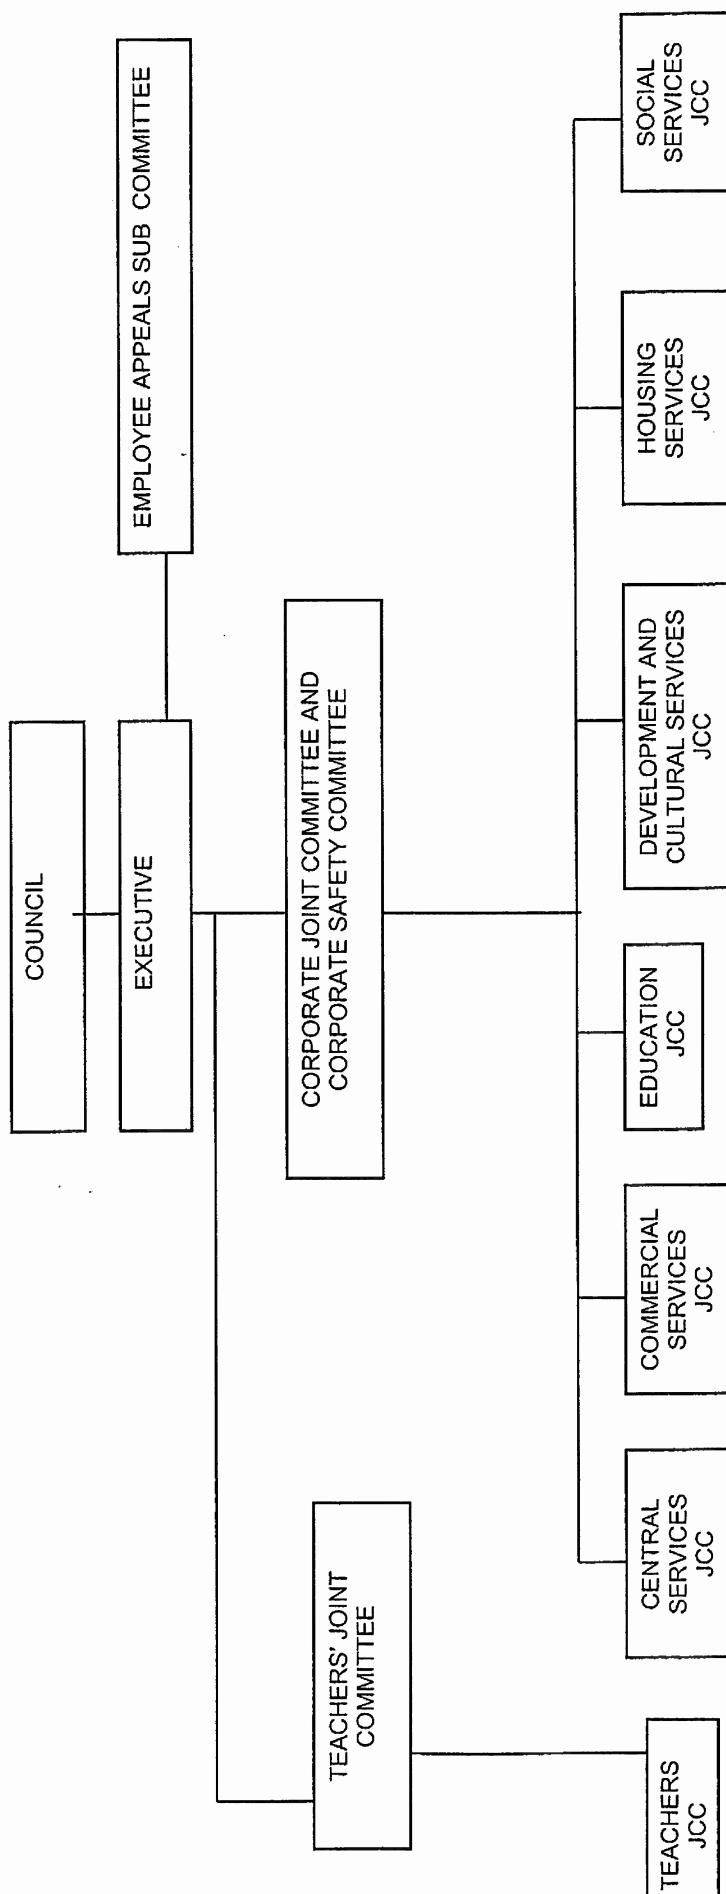 COUNCIL
EXECUTIVE
EMPLOYEE APPEALS SUB COMMITTEE
CORPORATE JOINT COMMITTEE AND
CORPORATE SAFETY COMMITTEE
TEACHERS' JOINT
COMMITTEE
TEACHERS
JCC
CENTRAL
SERVICES
JCC
COMMERCIAL
SERVICES
JCC
EDUCATION
JCC
DEVELOPMENT AND
CULTURAL SERVICES
JCC
HOUSING
SERVICES
JCC
SOCIAL
SERVICES
JCC